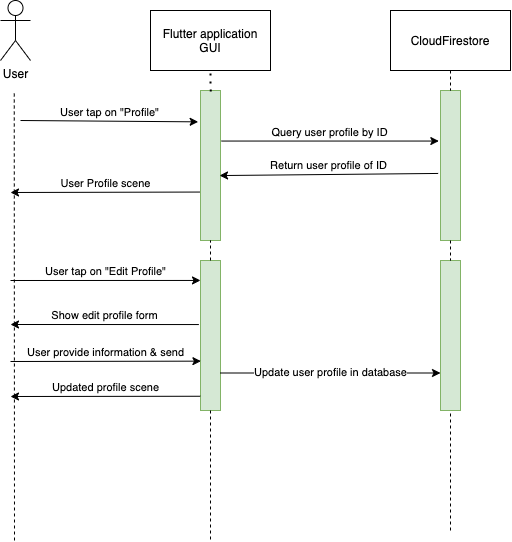 Flutter application
GUI
CloudFirestore
User
User tap on "Profile"
Query user profile by ID
Return user profile of ID
User Profile scene
User tap on "Edit Profile"
Show edit profile form
User provide information & send
Update user profile in database
Updated profile scene